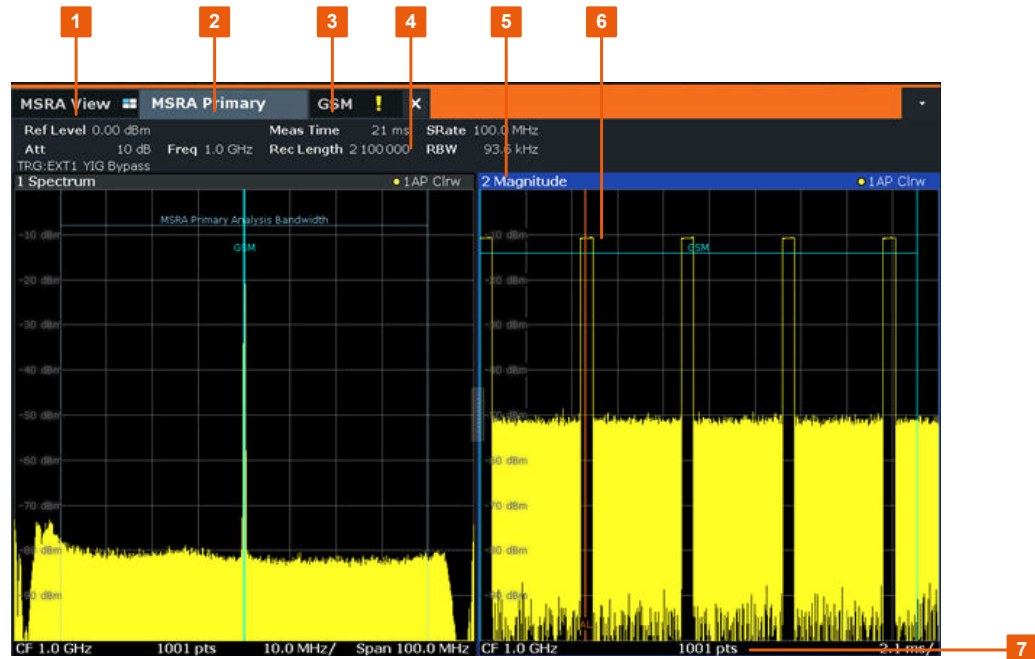 1 2 3 4 5 6
MSRA View MSRA Primary GSM ! X
Ref Level 0.00 dBm Meas Time 21 ms SRate 100.0 MHz
Att 10 dB Freq 1.0 GHz Rec Length 2 100 000 RBW 93.6 kHz
TRG:EXT1 YIG Bypass
1 Spectrum 1AP Clrw 2 Magnitude 1AP Clrw
MSRA Primary Analysis Bandwidth
-10 dBm -10 dBm
GSM GSM
-20 dBm -20 dBm
-30 dBm -30 dBm
-40 dBm -40 dBm
-50 dBm
-60 dBm -60 dBm
-70 dBm -70 dBm
-80 dBm -80 dBm
-90 dBm -90 dBm
AL
CF 1.0 GHz 1001 pts 10.0 MHz/ Span 100.0 MHz CF 1.0 GHz 1001 pts 2.1 ms/
7